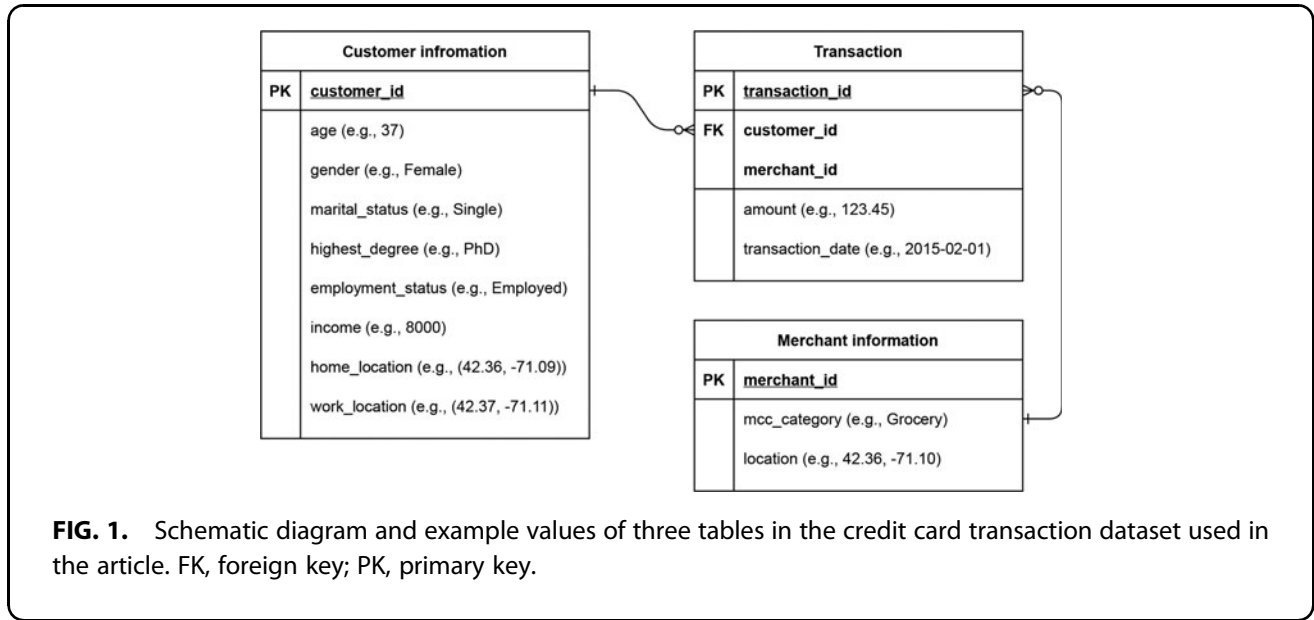 Customer infromation
PK customer_id
age (e.g., 37)
gender (e.g., Female)
marital_status (e.g., Single)
highest_degree (e.g., PhD)
employment_status (e.g., Employed)
income (e.g., 8000)
home_location (e.g., (42.36, -71.09))
work_location (e.g., (42.37, -71.11))
Transaction
PK transaction_id
FK customer_id
merchant_id
amount (e.g., 123.45)
transaction_date (e.g., 2015-02-01)
Merchant information
PK merchant_id
mcc_category (e.g., Grocery)
location (e.g., 42.36, -71.10)
FIG. 1. Schematic diagram and example values of three tables in the credit card transaction dataset used in
the article. FK, foreign key; PK, primary key.